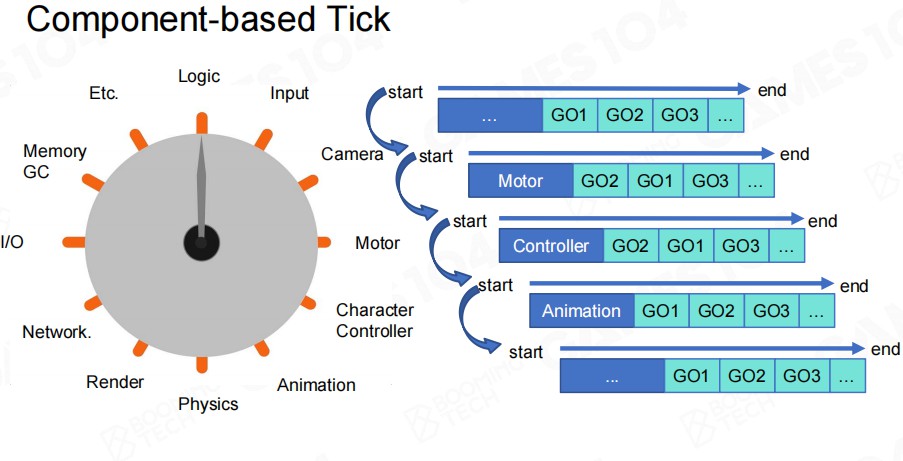 Component-based Tick
Logic
Input
Camera
Motor
Character
Controller
Animation
Physics
Render
Network.
I/O
Memory
GC
Etc.
start
end
... GO1 GO2 GO3 ...
start
end
Motor GO2 GO1 GO3 ...
start
end
Controller GO2 GO1 GO3 ...
start
end
Animation GO1 GO2 GO3 ...
start
end
... GO1 GO2 GO3 ...
GAMES104
BOOMING
TECH